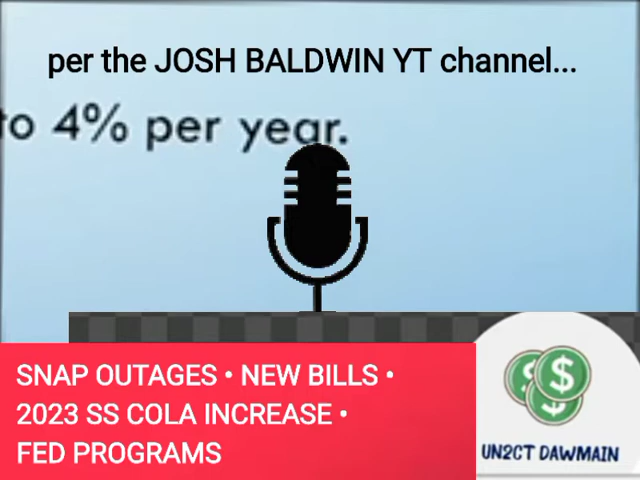 per the JOSH BALDWIN YT channel...
to 4% per year.
SNAP OUTAGES • NEW BILLS •
2023 SS COLA INCREASE •
FED PROGRAMS
$
UN2CT DAWMAIN